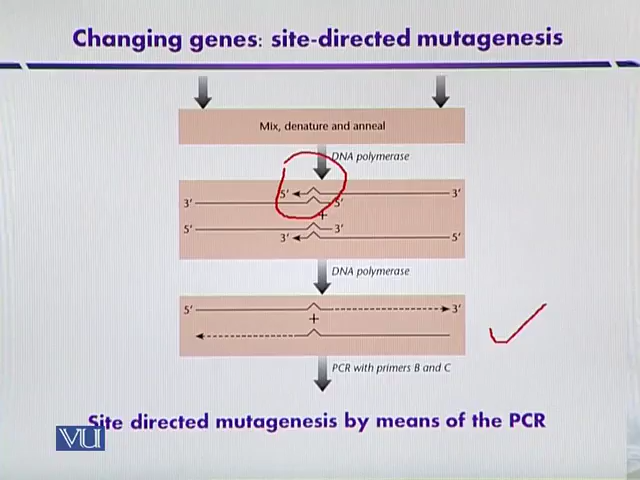 Changing genes: site-directed mutagenesis
Mix, denature and anneal
DNA polymerase
5′ 3′
3′ 5′
+
5′ 3′
3′ 5′
DNA polymerase
5′ 3′
+
PCR with primers B and C
Site directed mutagenesis by means of the PCR
VU